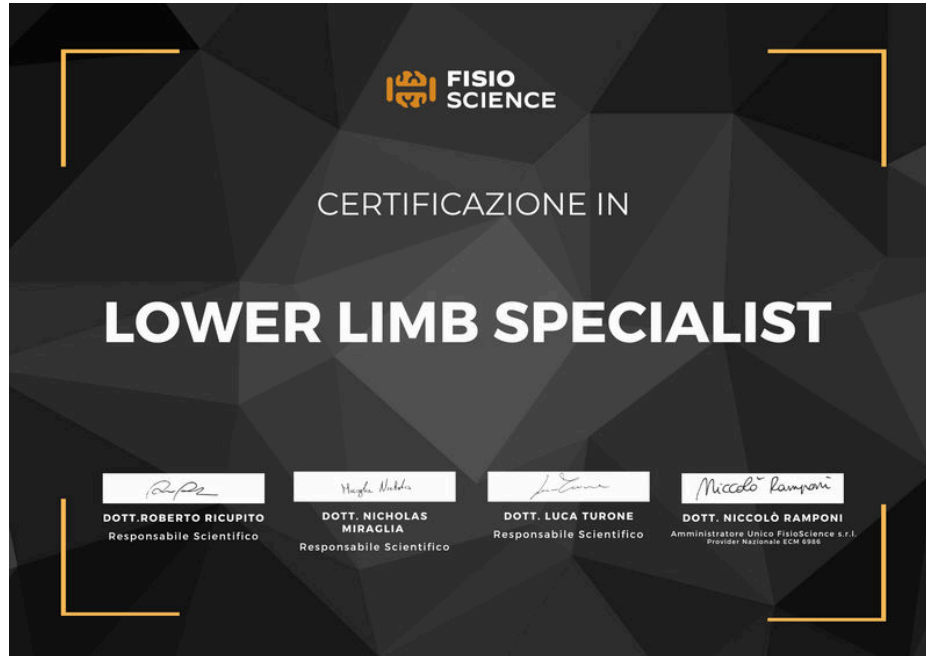 FISIO
SCIENCE
CERTIFICAZIONE IN
LOWER LIMB SPECIALIST
DOTT.ROBERTO RICUPITO
Responsabile Scientifico
DOTT. NICHOLAS
MIRAGLIA
Responsabile Scientifico
DOTT. LUCA TURONE
Responsabile Scientifico
Niccolò Ramponi
DOTT. NICCOLÒ RAMPONI
Amministratore Unico FisioScience s.r.l.
Provider Nazionale ECM 6986